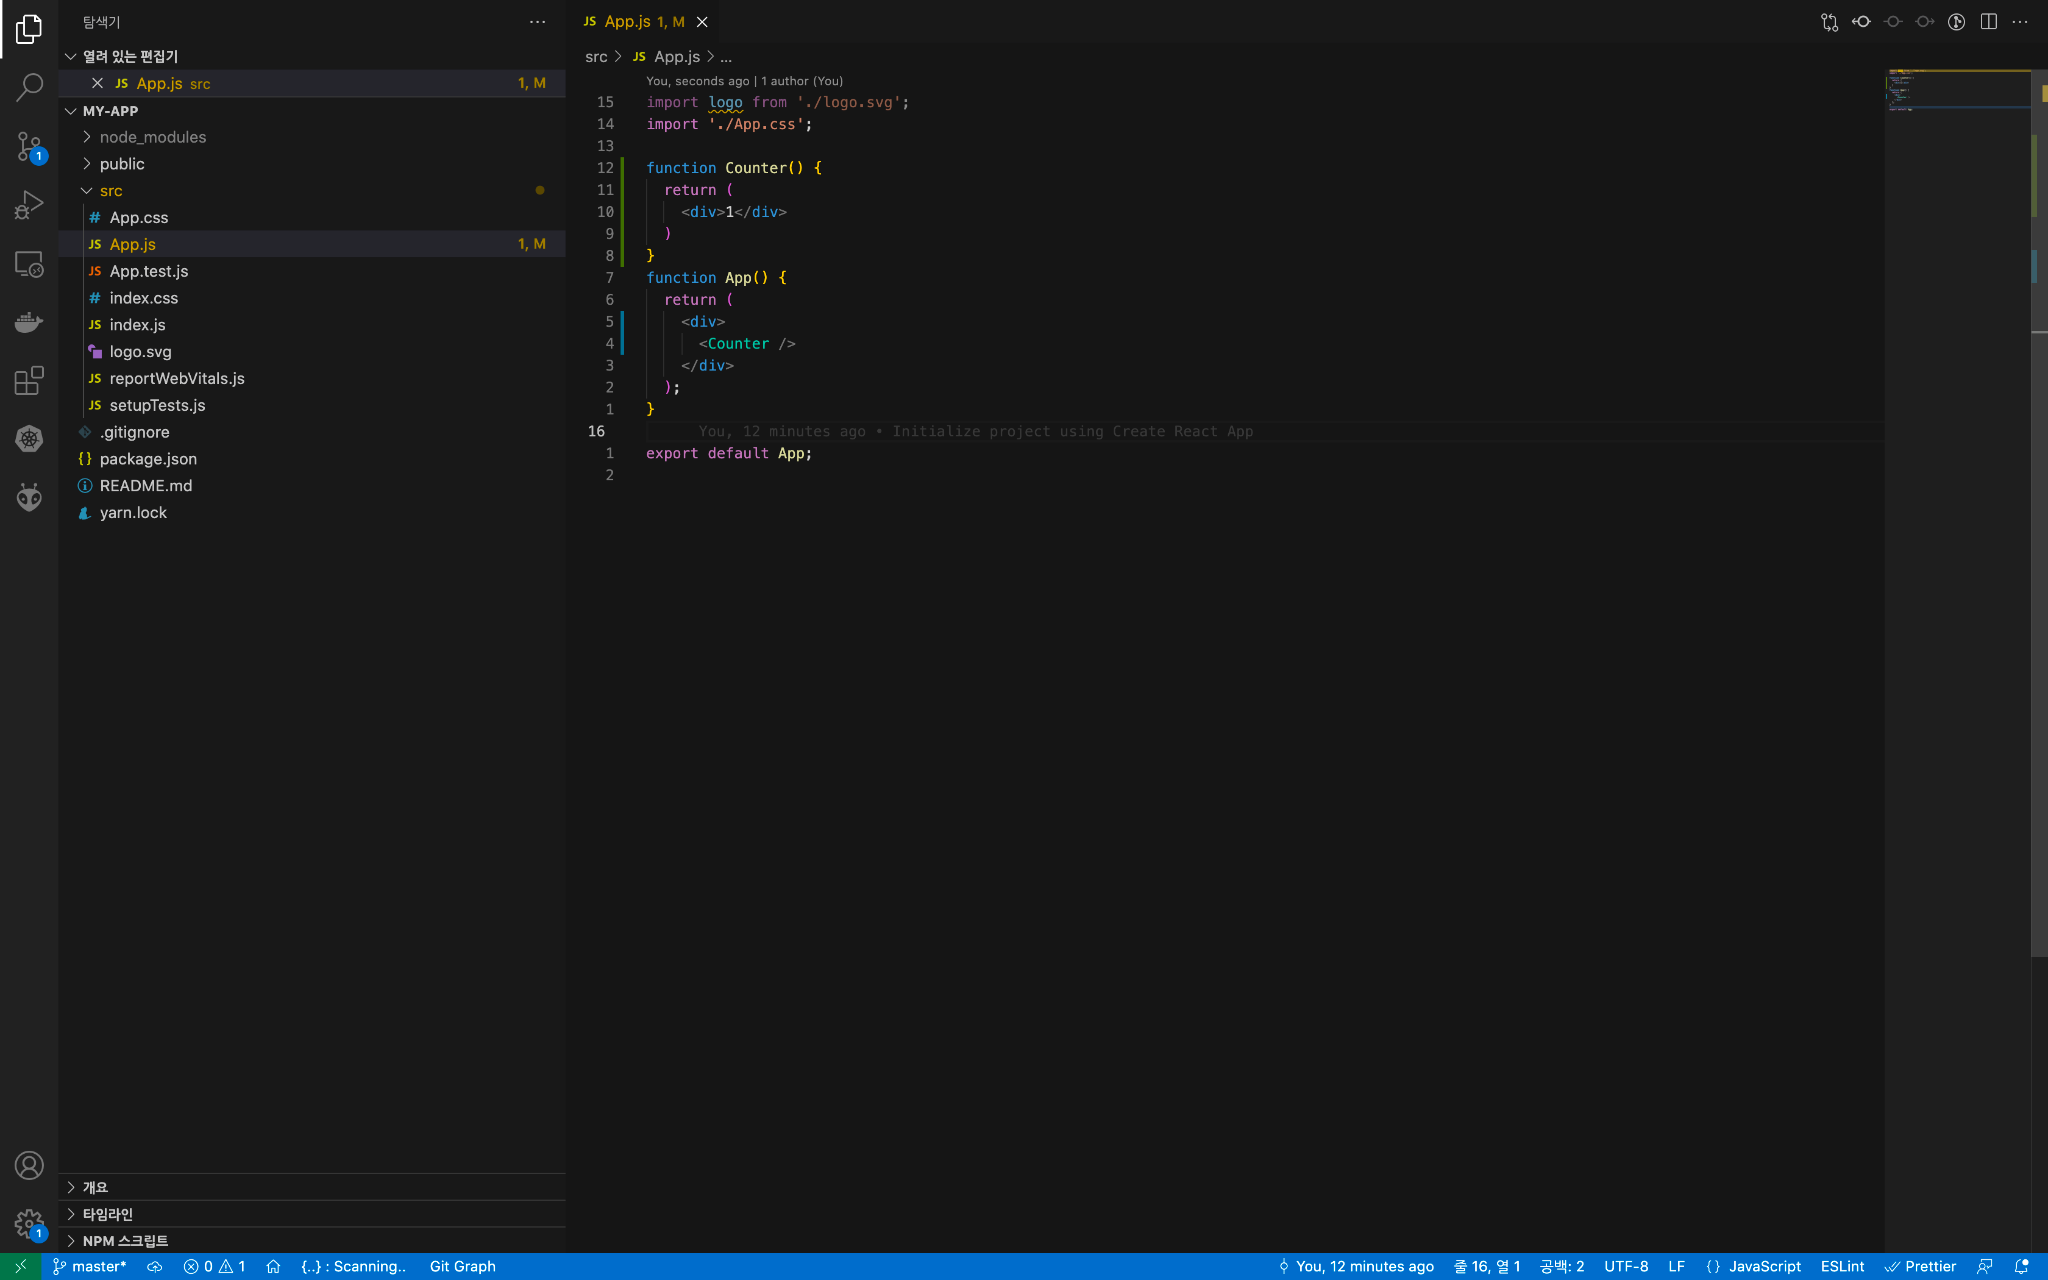 탐색기
열려 있는 편집기
JS App.js src 1, M
MY-APP
node_modules
public
src
# App.css
JS App.js 1, M
JS App.test.js
# index.css
JS index.js
logo.svg
JS reportWebVitals.js
JS setupTests.js
.gitignore
{} package.json
README.md
yarn.lock
개요
타임라인
NPM 스크립트
1
1
JS App.js 1, M
src > JS App.js > ...
You, seconds ago | 1 author (You)
15 import logo from './logo.svg';
14 import './App.css';
13
12 function Counter() {
11 return (
10 <div>1</div>
9 )
8 }
7 function App() {
6 return (
5 <div>
4 <Counter />
3 </div>
2 );
1 }
16 You, 12 minutes ago • Initialize project using Create React App
1 export default App;
2
master* 0 1 {..} : Scanning.. Git Graph You, 12 minutes ago 줄 16, 열 1 공백: 2 UTF-8 LF {} JavaScript ESLint Prettier